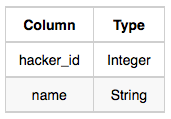 Column Type
hacker_id Integer
name String